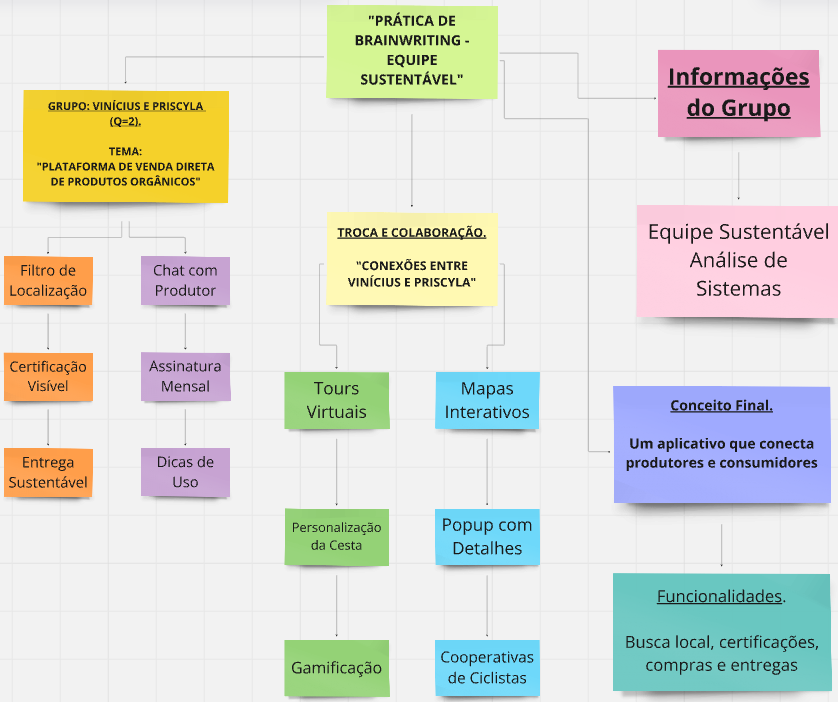 "PRÁTICA DE
BRAINWRITING -
EQUIPE
SUSTENTÁVEL"
Informações
do Grupo
GRUPO: VINÍCIUS E PRISCYLA
(Q=2).
TEMA:
"PLATAFORMA DE VENDA DIRETA
DE PRODUTOS ORGÂNICOS"
Equipe Sustentável
Análise de
Sistemas
TROCA E COLABORAÇÃO.
"CONEXÕES ENTRE
VINÍCIUS E PRISCYLA"
Filtro de
Localização
Chat com
Produtor
Certificação
Visível
Assinatura
Mensal
Entrega
Sustentável
Dicas de
Uso
Tours
Virtuais
Mapas
Interativos
Personalização
da Cesta
Popup com
Detalhes
Gamificação
Cooperativas
de Ciclistas
Conceito Final.
Um aplicativo que conecta
produtores e consumidores
Funcionalidades.
Busca local, certificações,
compras e entregas